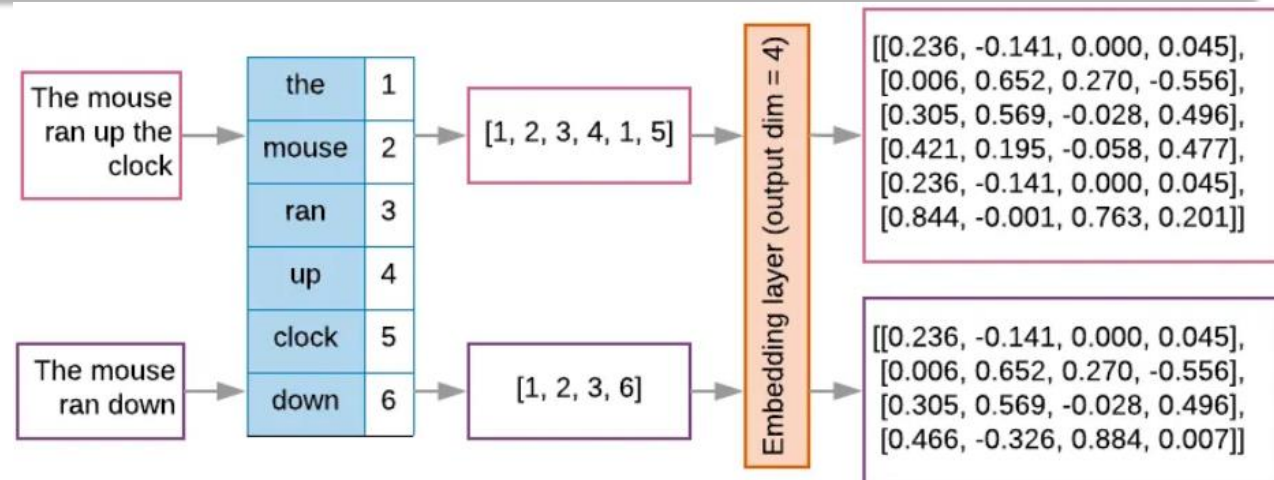 The mouse
ran up the
clock
the 1
mouse 2
ran 3
up 4
clock 5
down 6
[1, 2, 3, 4, 1, 5]
Embedding layer (output dim = 4)
[[0.236, -0.141, 0.000, 0.045],
[0.006, 0.652, 0.270, -0.556],
[0.305, 0.569, -0.028, 0.496],
[0.421, 0.195, -0.058, 0.477],
[0.236, -0.141, 0.000, 0.045],
[0.844, -0.001, 0.763, 0.201]]
The mouse
ran down
[1, 2, 3, 6]
[[0.236, -0.141, 0.000, 0.045],
[0.006, 0.652, 0.270, -0.556],
[0.305, 0.569, -0.028, 0.496],
[0.466, -0.326, 0.884, 0.007]]